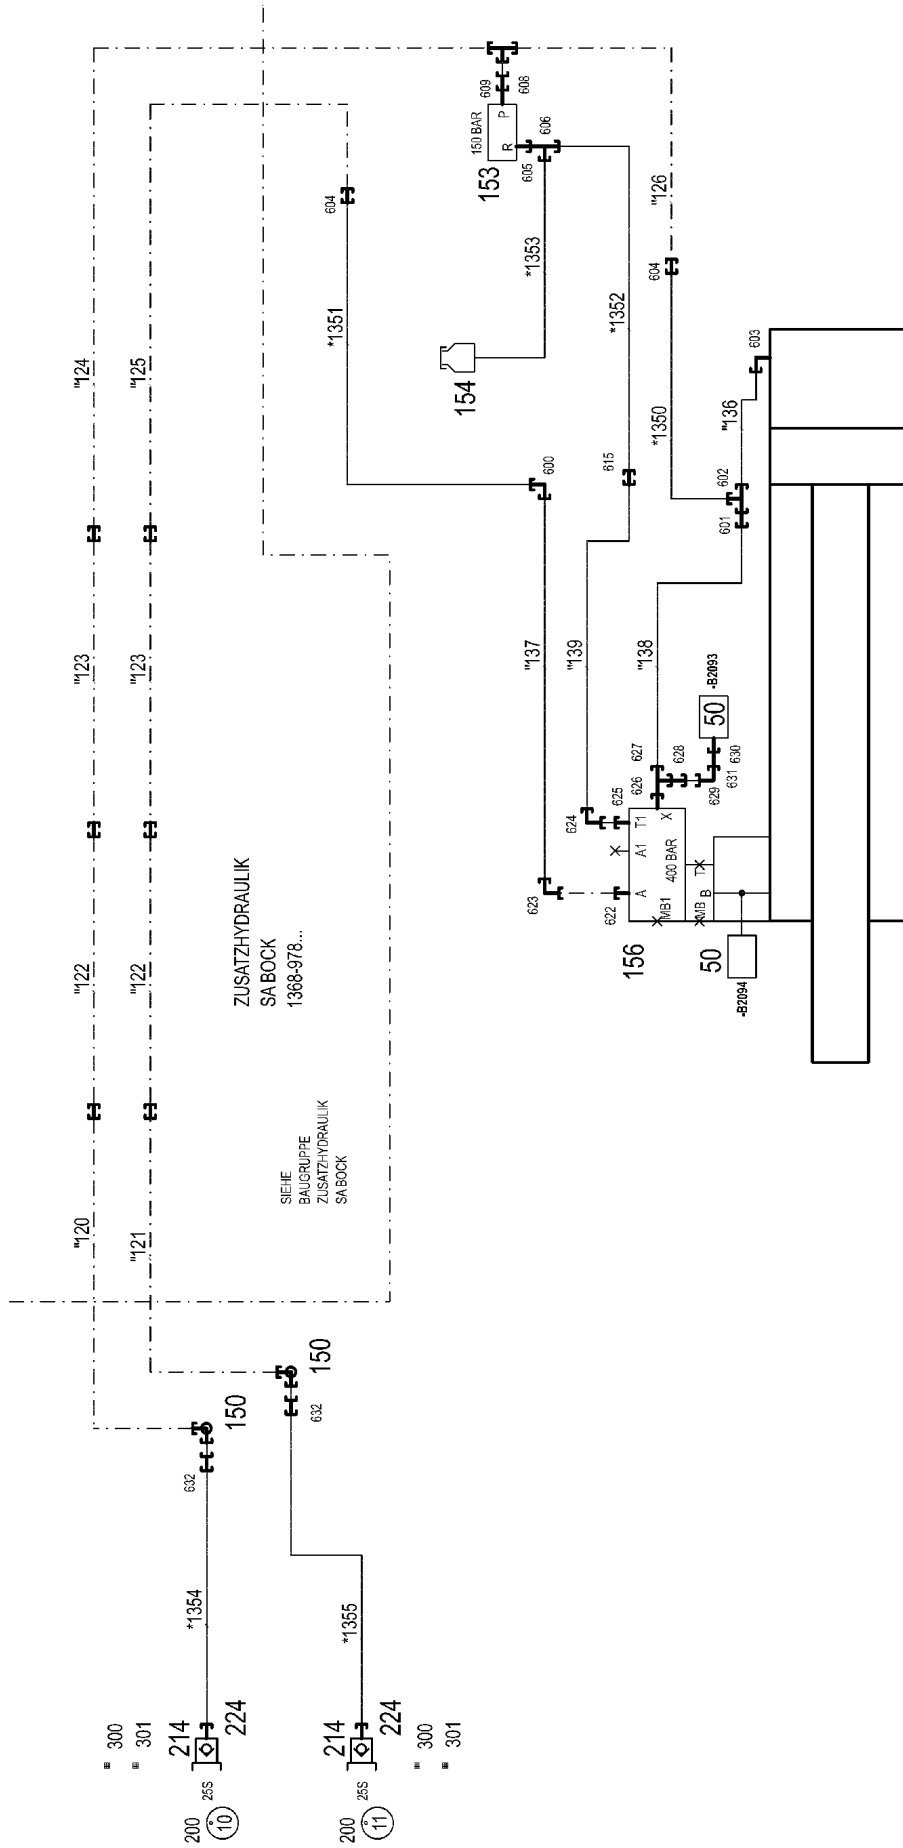 "120
"122
"123
"124
"121
"122
"123
"125
⁼ 300
⁼ 301
214
224
25S
200
10
*1354
632
150
214
224
25S
200
11
⁼ 300
⁼ 301
*1355
632
150
ZUSATZHYDRAULIK
SA BOCK
1368-978...
SIEHE
BAUGRUPPE
ZUSATZHYDRAULIK
SA BOCK
*1351
604
154
153
150 BAR
P
R
609
608
605
606
*1353
*1352
"126
604
*1350
600
615
"137
"139
"138
623
622
624
625
626
627
628
629
631
630
50
-B2093
156
A
A1
T1
X
MB1
400 BAR
MB
B
T
50
-B2094
601
602
"136
603